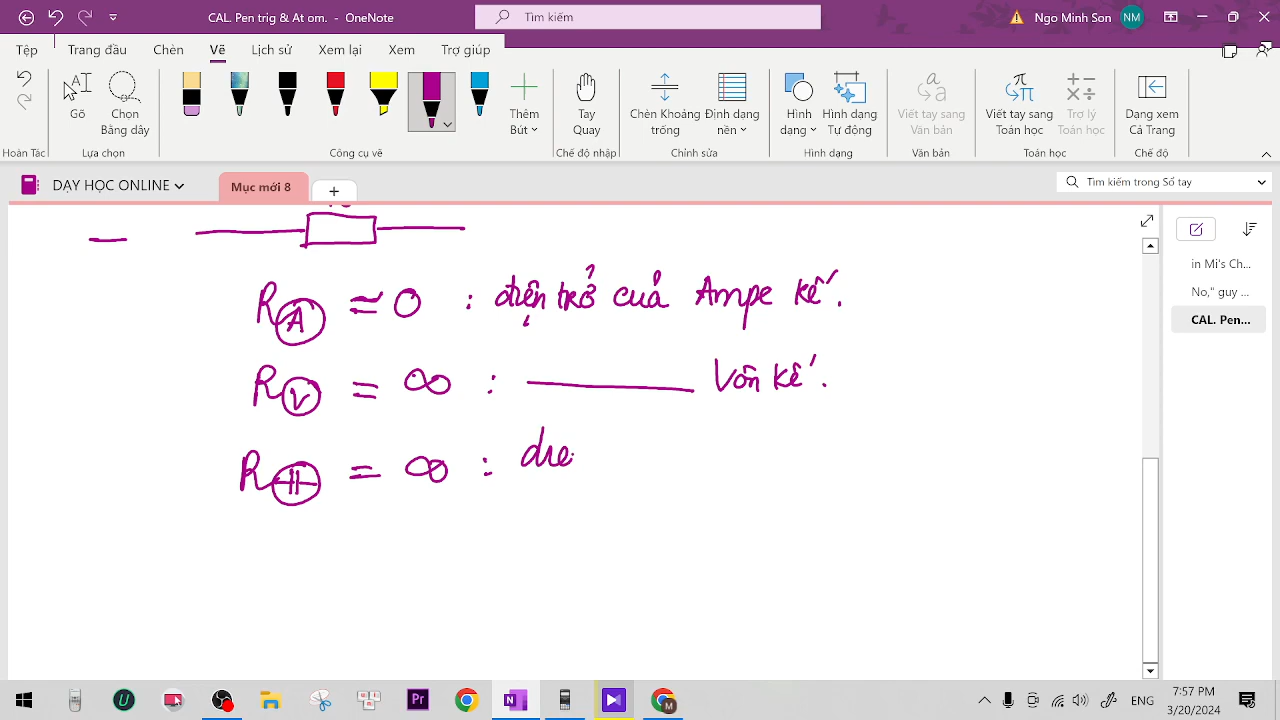 CAL. Pen, Rig & At om. - OneNote
Tìm kiếm
Ngo Minh Son
NM
Tệp
Trang đầu
Chèn
Vẽ
Lịch sử
Xem lại
Xem
Trợ giúp
Gõ
Chọn Bằng dây
Thêm Bút
Tay Quay
Chèn Khoảng trống
Định dạng nền
Hình dạng
Hình dạng Tự động
Viết tay sang Văn bản
Viết tay sang Toán học
Trợ lý Toán học
Dạng xem Cả Trang
Hoàn Tác
Lựa chọn
Công cụ vẽ
Chế độ nhập
Chỉnh sửa
Hình dạng
Văn bản
Toán học
Chế độ
DẠY HỌC ONLINE
Mục mới 8
+
Tìm kiếm trong Sổ tay
in Mi's Ch...
No," guy ...
CAL. Pen...
R A ≈ 0 : điện trở của Ampe kế.
R V = ∞ : ______ Vôn kế.
R = ∞ : đie
Pr
M
ENG
7:57 PM
3/20/2024